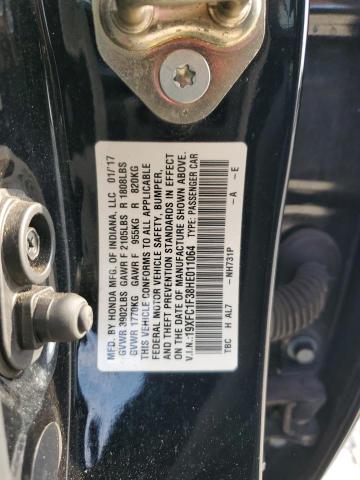 MFD. BY HONDA MFG. OF INDIANA, LLC 01/17
GVWR 3902LBS GAWR F 2105LBS R 1808LBS
GVWR 1770KG GAWR F 955KG R 820KG
THIS VEHICLE CONFORMS TO ALL APPLICABLE
FEDERAL MOTOR VEHICLE SAFETY, BUMPER,
AND THEFT PREVENTION STANDARDS IN EFFECT
ON THE DATE OF MANUFACTURE SHOWN ABOVE.
V.I.N.: 19XFC1F38HE011064 TYPE: PASSENGER CAR
NH731P A E
TBC H AL7